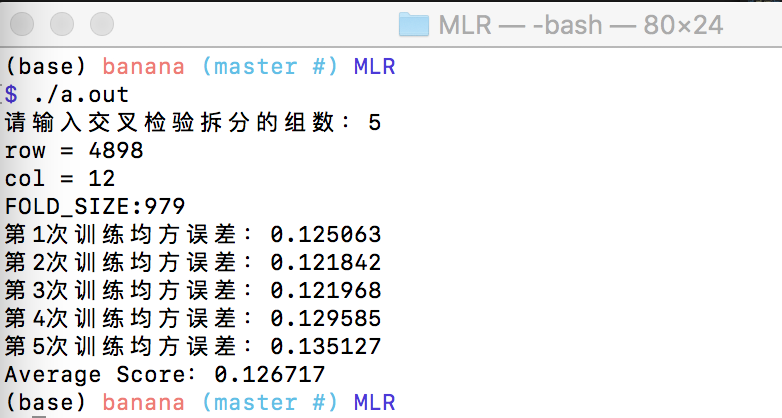 MLR — -bash — 80×24
(base) banana (master #) MLR
$ ./a.out
请输入交叉检验拆分的组数：5
row = 4898
col = 12
FOLD_SIZE:979
第1次训练均方误差：0.125063
第2次训练均方误差：0.121842
第3次训练均方误差：0.121968
第4次训练均方误差：0.129585
第5次训练均方误差：0.135127
Average Score：0.126717
(base) banana (master #) MLR